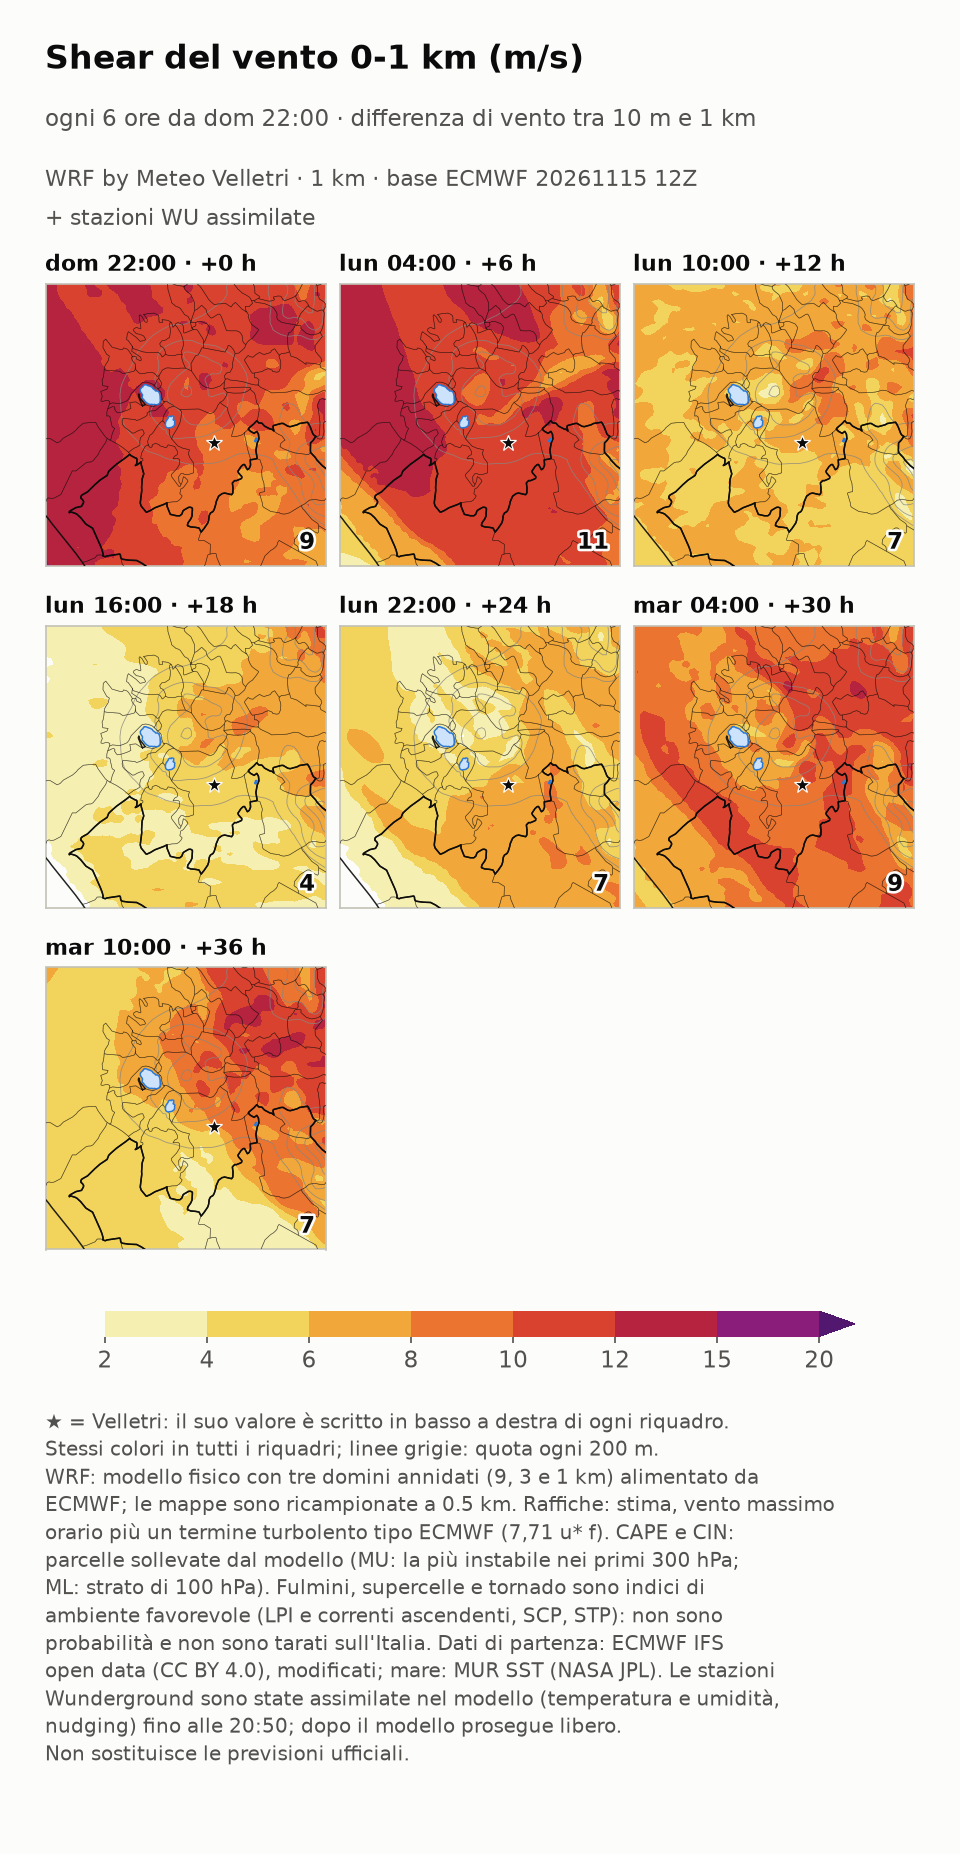 Shear del vento 0-1 km (m/s)
ogni 6 ore da dom 22:00 · differenza di vento tra 10 m e 1 km
WRF by Meteo Velletri · 1 km · base ECMWF 20261115 12Z
+ stazioni WU assimilate
dom 22:00 · +0 h
lun 04:00 · +6 h
lun 10:00 · +12 h
9
11
7
lun 16:00 · +18 h
lun 22:00 · +24 h
mar 04:00 · +30 h
4
7
9
mar 10:00 · +36 h
7
2 4 6 8 10 12 15 20
★ = Velletri: il suo valore è scritto in basso a destra di ogni riquadro.
Stessi colori in tutti i riquadri; linee grigie: quota ogni 200 m.
WRF: modello fisico con tre domini annidati (9, 3 e 1 km) alimentato da
ECMWF; le mappe sono ricampionate a 0.5 km. Raffiche: stima, vento massimo
orario più un termine turbolento tipo ECMWF (7,71 u* f). CAPE e CIN:
parcelle sollevate dal modello (MU: la più instabile nei primi 300 hPa;
ML: strato di 100 hPa). Fulmini, supercelle e tornado sono indici di
ambiente favorevole (LPI e correnti ascendenti, SCP, STP): non sono
probabilità e non sono tarati sull'Italia. Dati di partenza: ECMWF IFS
open data (CC BY 4.0), modificati; mare: MUR SST (NASA JPL). Le stazioni
Wunderground sono state assimilate nel modello (temperatura e umidità,
nudging) fino alle 20:50; dopo il modello prosegue libero.
Non sostituisce le previsioni ufficiali.